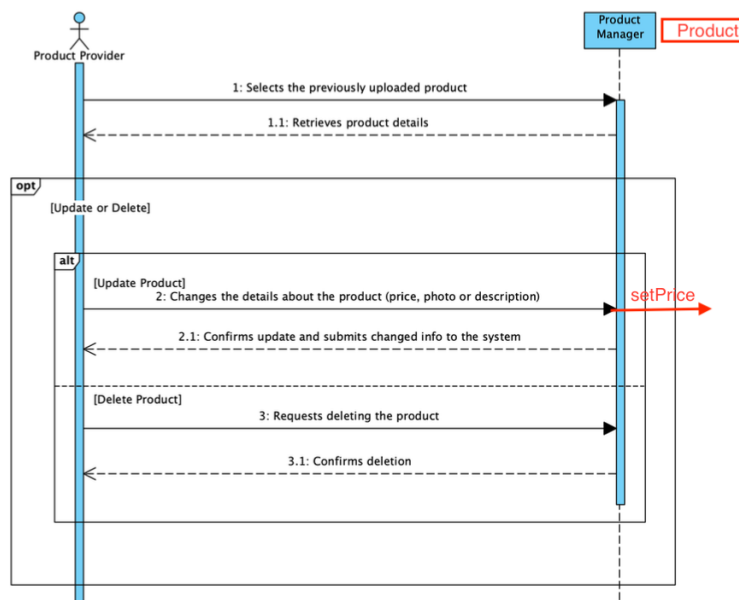 Product Provider
Product
Manager
Product
1: Selects the previously uploaded product
1.1: Retrieves product details
opt
[Update or Delete]
alt
[Update Product]
2: Changes the details about the product (price, photo or description)
setPrice
2.1: Confirms update and submits changed info to the system
[Delete Product]
3: Requests deleting the product
3.1: Confirms deletion